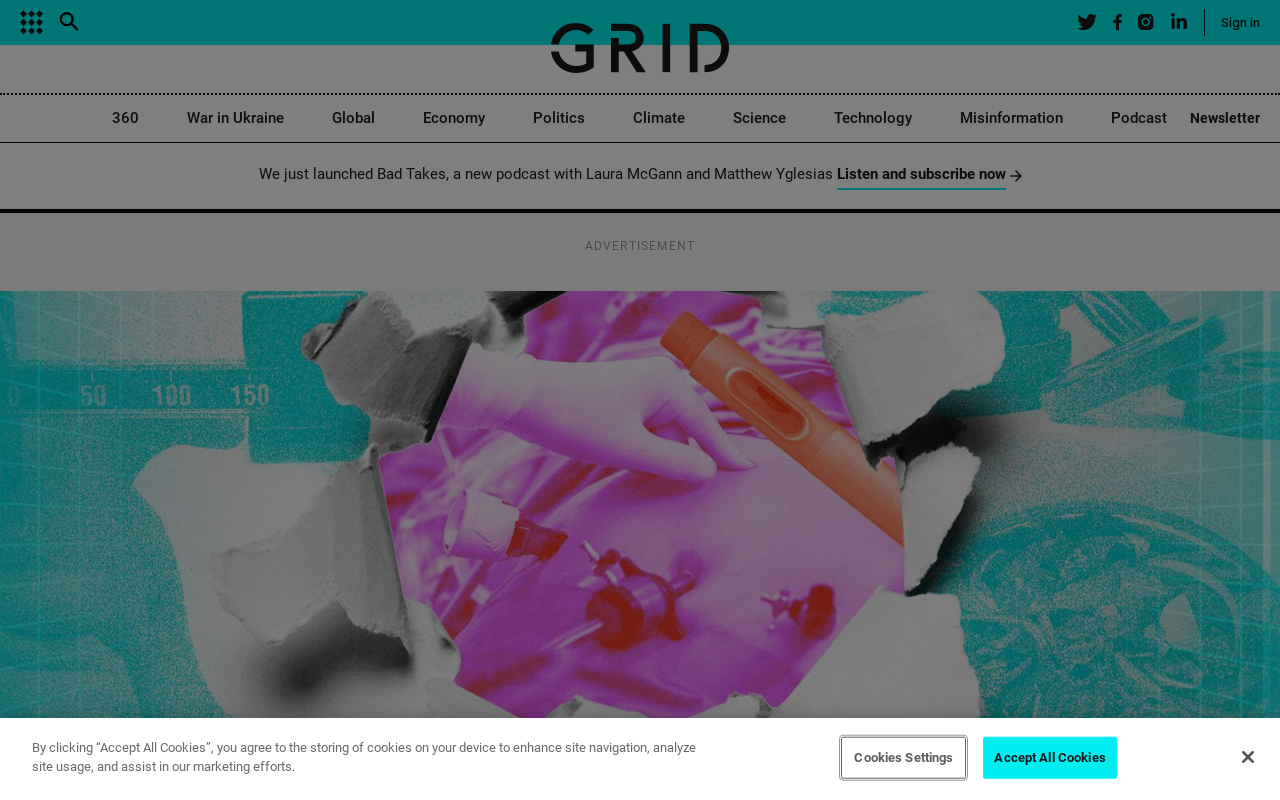 GRID
Sign in
360 War in Ukraine Global Economy Politics Climate Science Technology Misinformation Podcast Newsletter
We just launched Bad Takes, a new podcast with Laura McGann and Matthew Yglesias Listen and subscribe now
ADVERTISEMENT
0 50 100 150
By clicking “Accept All Cookies”, you agree to the storing of cookies on your device to enhance site navigation, analyze
site usage, and assist in our marketing efforts.
Cookies Settings
Accept All Cookies